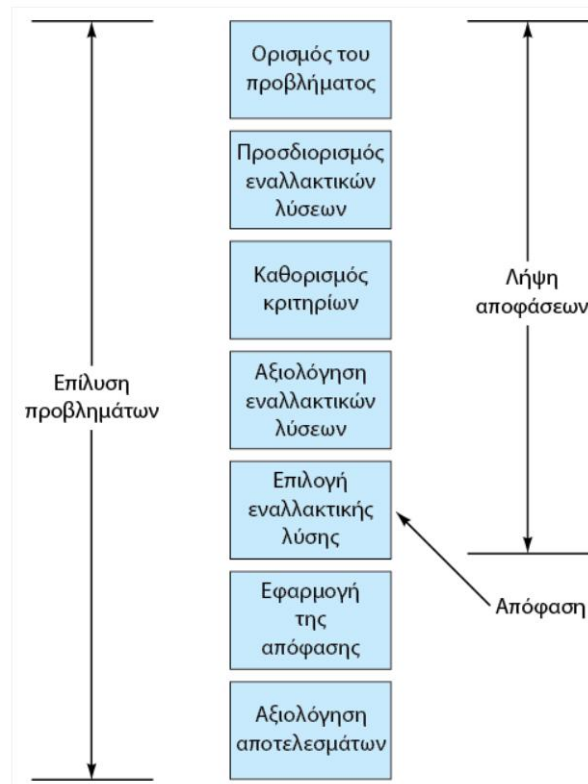 Ορισμός του
προβλήματος
Προσδιορισμός
εναλλακτικών
λύσεων
Καθορισμός
κριτηρίων
Αξιολόγηση
εναλλακτικών
λύσεων
Επιλογή
εναλλακτικής
λύσης
Εφαρμογή
της
απόφασης
Αξιολόγηση
αποτελεσμάτων
Επίλυση
προβλημάτων
Λήψη
αποφάσεων
Απόφαση